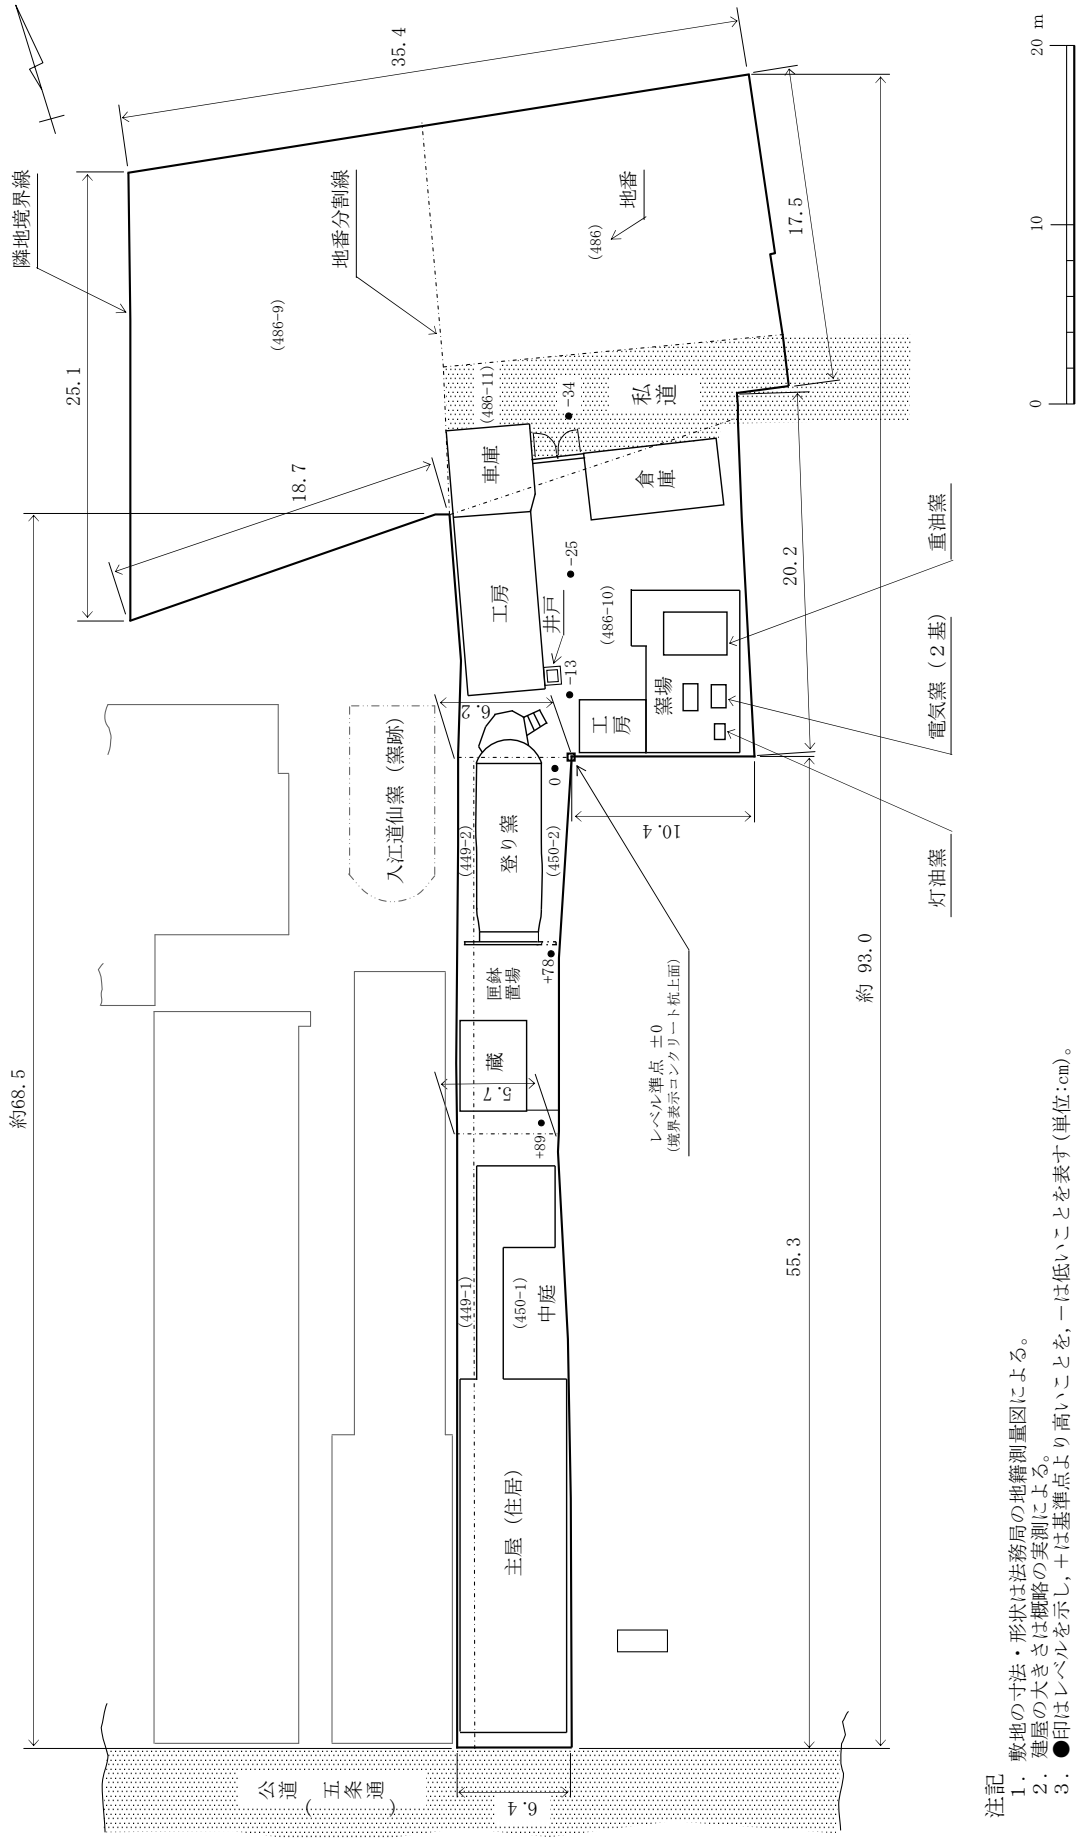 隣地境界線
25.1
35.4
地番分割線
(486-9)
地番
(486)
17.5
18.7
約68.5
(486-11)
私道
-34
車庫
倉庫
工房
井戸
-25
-13
(486-10)
20.2
重油窯
電気窯（２基）
灯油窯
窯場
工房
6.2
入江道仙窯（窯跡）
(449-2)
登り窯
(450-2)
0
10.4
+78
匣鉢置場
蔵
5.7
+89
レベル準点 ±0
(境界表示コンクリート杭上面)
約 93.0
55.3
(449-1)
(450-1)
中庭
主屋（住居）
公道
（五条通）
6.4
0 10 20 m
注記
１．敷地の寸法・形状は法務局の地籍測量図による。
２．建屋の大きさは概略の実測による。
３．●印はレベルを示し，＋は基準点より高いことを，－は低いことを表す(単位:cm)。